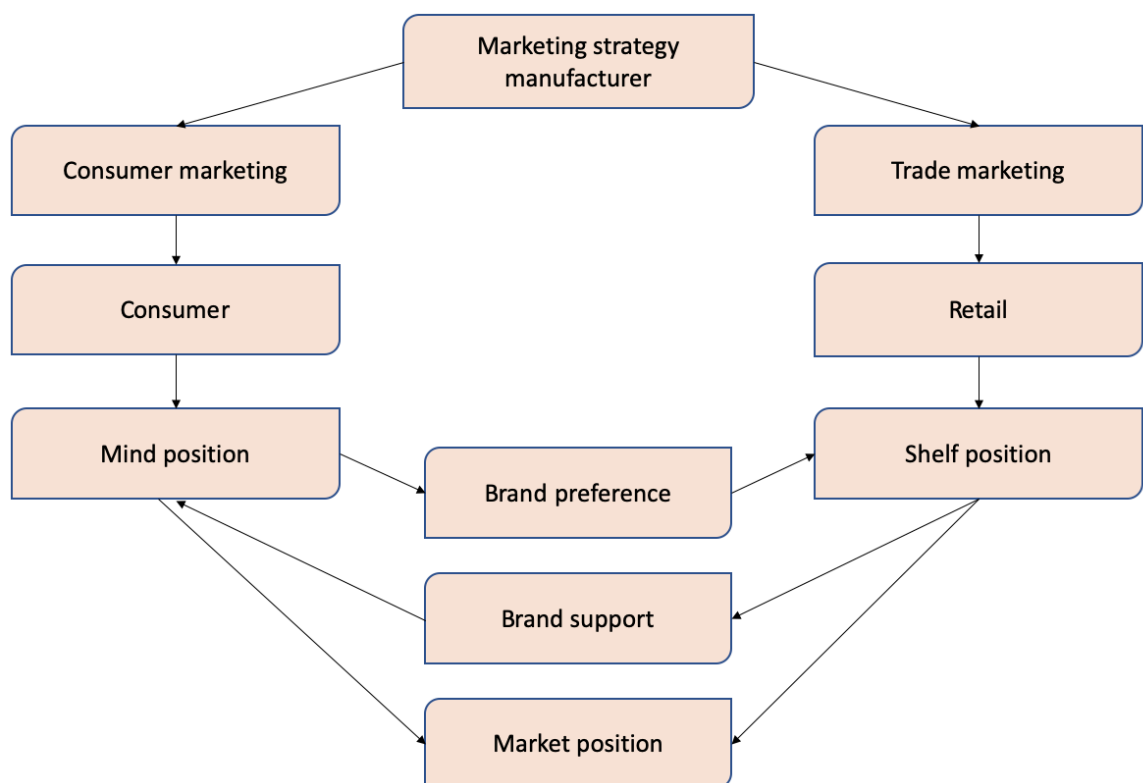 Marketing strategy
manufacturer
Consumer marketing
Trade marketing
Consumer
Retail
Mind position
Shelf position
Brand preference
Brand support
Market position